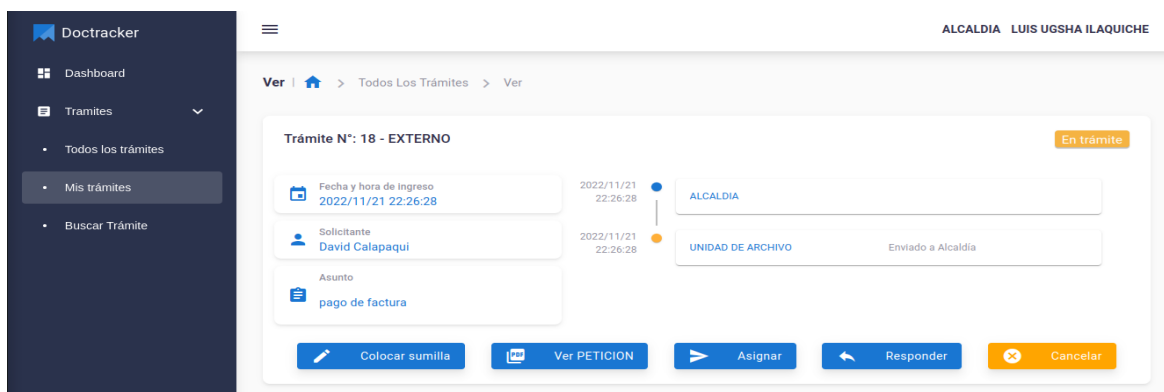 Doctracker
ALCALDIA LUIS UGSHA ILAQUICHE
Dashboard
Tramites
Todos los trámites
Mis trámites
Buscar Trámite
Ver | > Todos Los Trámites > Ver
Trámite N°: 18 - EXTERNO
En trámite
Fecha y hora de ingreso
2022/11/21 22:26:28
Solicitante
David Calapaqui
Asunto
pago de factura
2022/11/21
22:26:28
ALCALDIA
2022/11/21
22:26:28
UNIDAD DE ARCHIVO Enviado a Alcaldía
Colocar sumilla
PDF Ver PETICION
Asignar
Responder
Cancelar